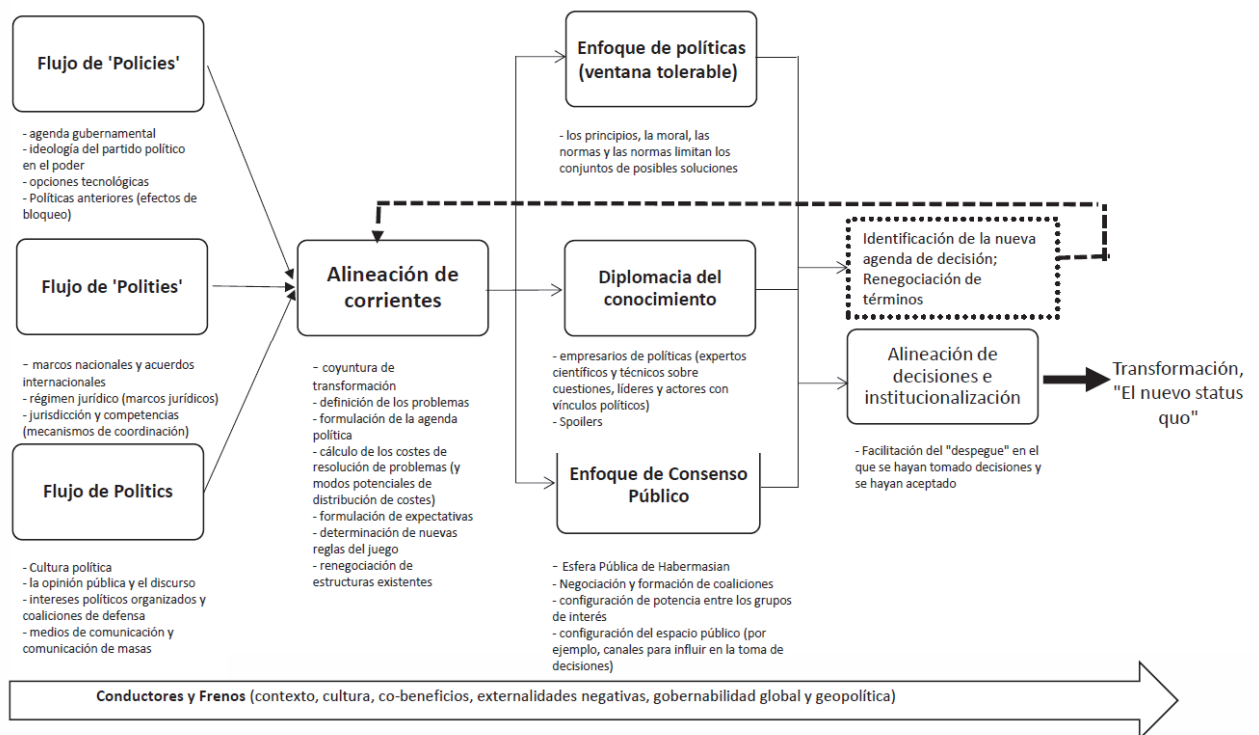 Flujo de 'Policies'
- agenda gubernamental
- ideología del partido político
en el poder
- opciones tecnológicas
- Políticas anteriores (efectos de
bloqueo)
Flujo de 'Polities'
- marcos nacionales y acuerdos
internacionales
- régimen jurídico (marcos jurídicos)
- jurisdicción y competencias
(mecanismos de coordinación)
Flujo de Politics
- Cultura política
- la opinión pública y el discurso
- intereses políticos organizados y
coaliciones de defensa
- medios de comunicación y
comunicación de masas
Alineación de
corrientes
- coyuntura de
transformación
- definición de los problemas
- formulación de la agenda
política
- cálculo de los costes de
resolución de problemas (y
modos potenciales de
distribución de costes)
- formulación de expectativas
- determinación de nuevas
reglas del juego
- renegociación de
estructuras existentes
Enfoque de políticas
(ventana tolerable)
- los principios, la moral, las
normas y las normas limitan los
conjuntos de posibles soluciones
Diplomacia del
conocimiento
- empresarios de políticas (expertos
científicos y técnicos sobre
cuestiones, líderes y actores con
vínculos políticos)
- Spoilers
Enfoque de Consenso
Público
- Esfera Pública de Habermasian
- Negociación y formación de coaliciones
- configuración de potencia entre los grupos
de interés
- configuración del espacio público (por
ejemplo, canales para influir en la toma de
decisiones)
Identificación de la nueva
agenda de decisión;
Renegociación de
términos
Alineación de
decisiones e
institucionalización
- Facilitación del "despegue" en el
que se hayan tomado decisiones y
se hayan aceptado
Transformación,
"El nuevo status
quo"
Conductores y Frenos (contexto, cultura, co-beneficios, externalidades negativas, gobernabilidad global y geopolítica)